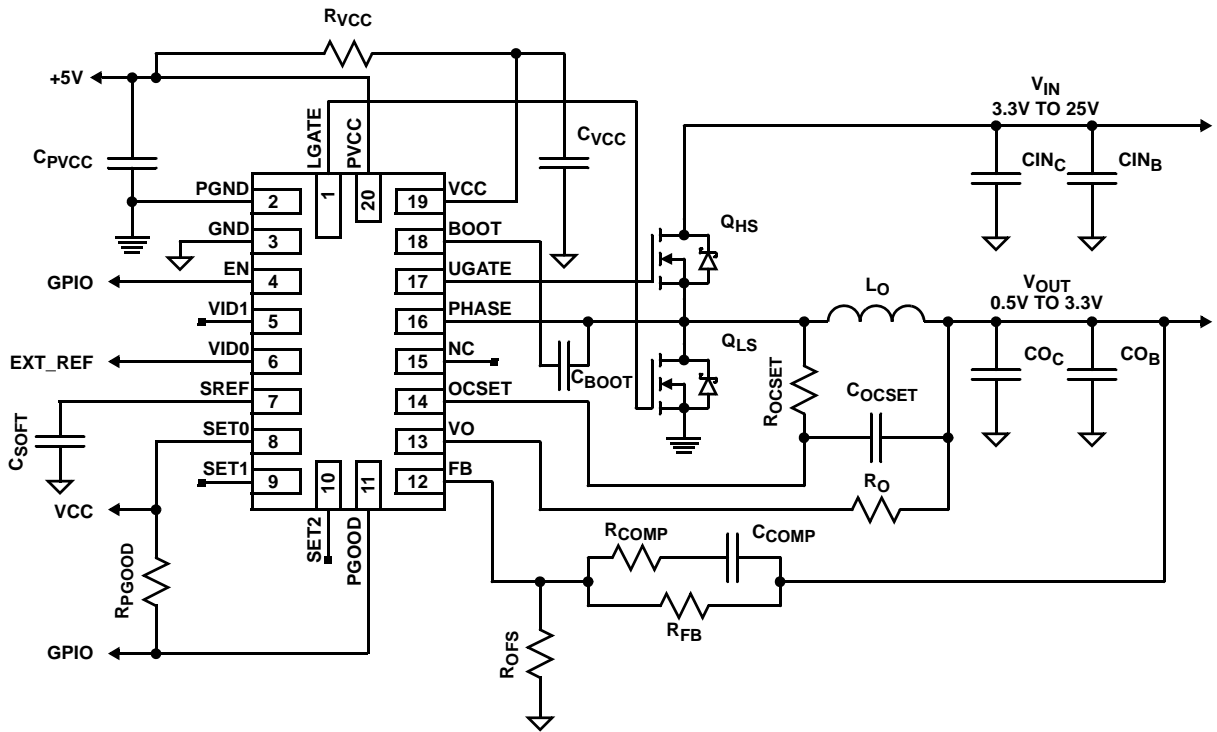 RVCC
+5V
LGATE
PVCC
CPVCC
CVCC
VIN
3.3V TO 25V
CINC
CINB
PGND
2
1
20
19
VCC
GND
3
18
BOOT
QHS
GPIO
EN
4
17
UGATE
VID1
5
16
PHASE
LO
VOUT
0.5V TO 3.3V
EXT_REF
VID0
6
15
NC
CBOOT
QLS
ROCSET
COCSET
COC
COB
SREF
7
14
OCSET
CSOFT
SET0
8
13
VO
SET1
9
10
11
12
FB
RO
VCC
SET2
PGOOD
RCOMP
CCOMP
RPGOOD
RFB
GPIO
ROFS